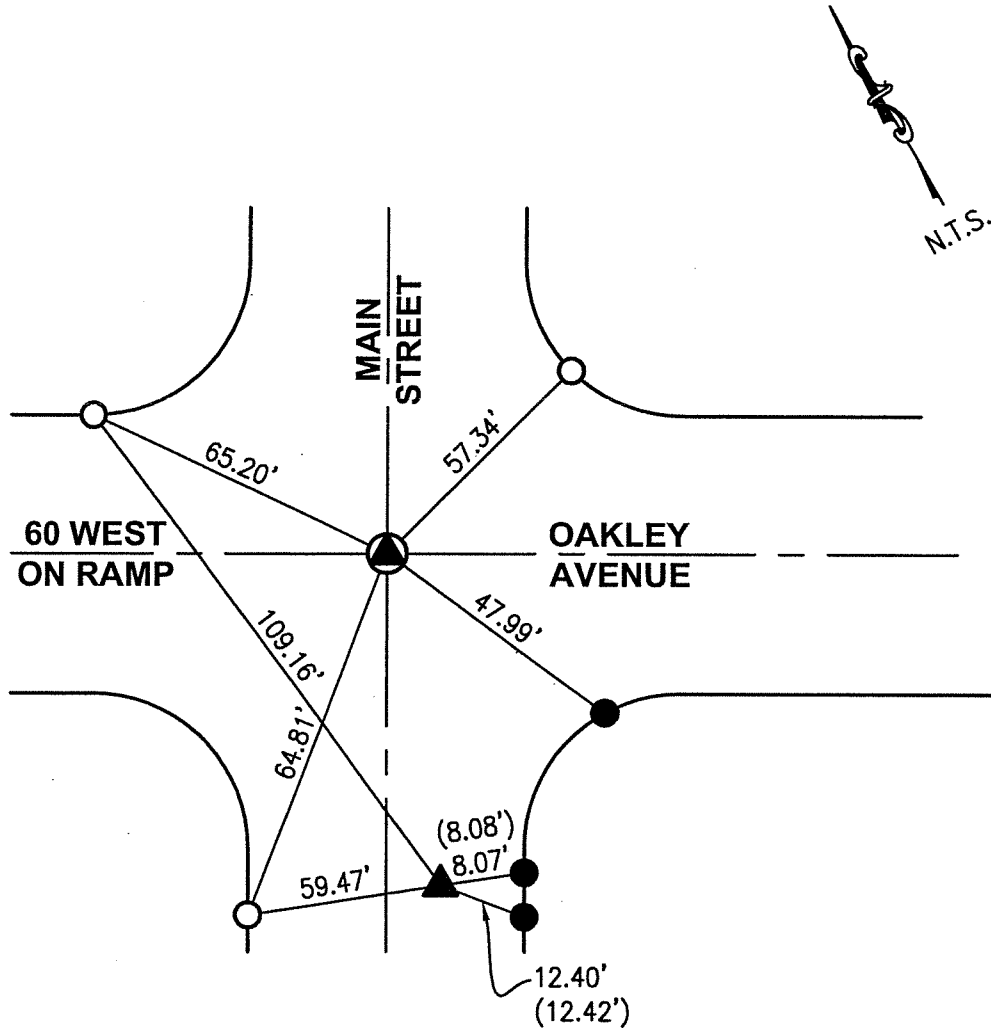 N.T.S.
MAIN
STREET
65.20'
57.34'
60 WEST
ON RAMP
OAKLEY
AVENUE
47.99'
109.16'
64.81'
(8.08')
8.07'
59.47'
12.40'
(12.42')